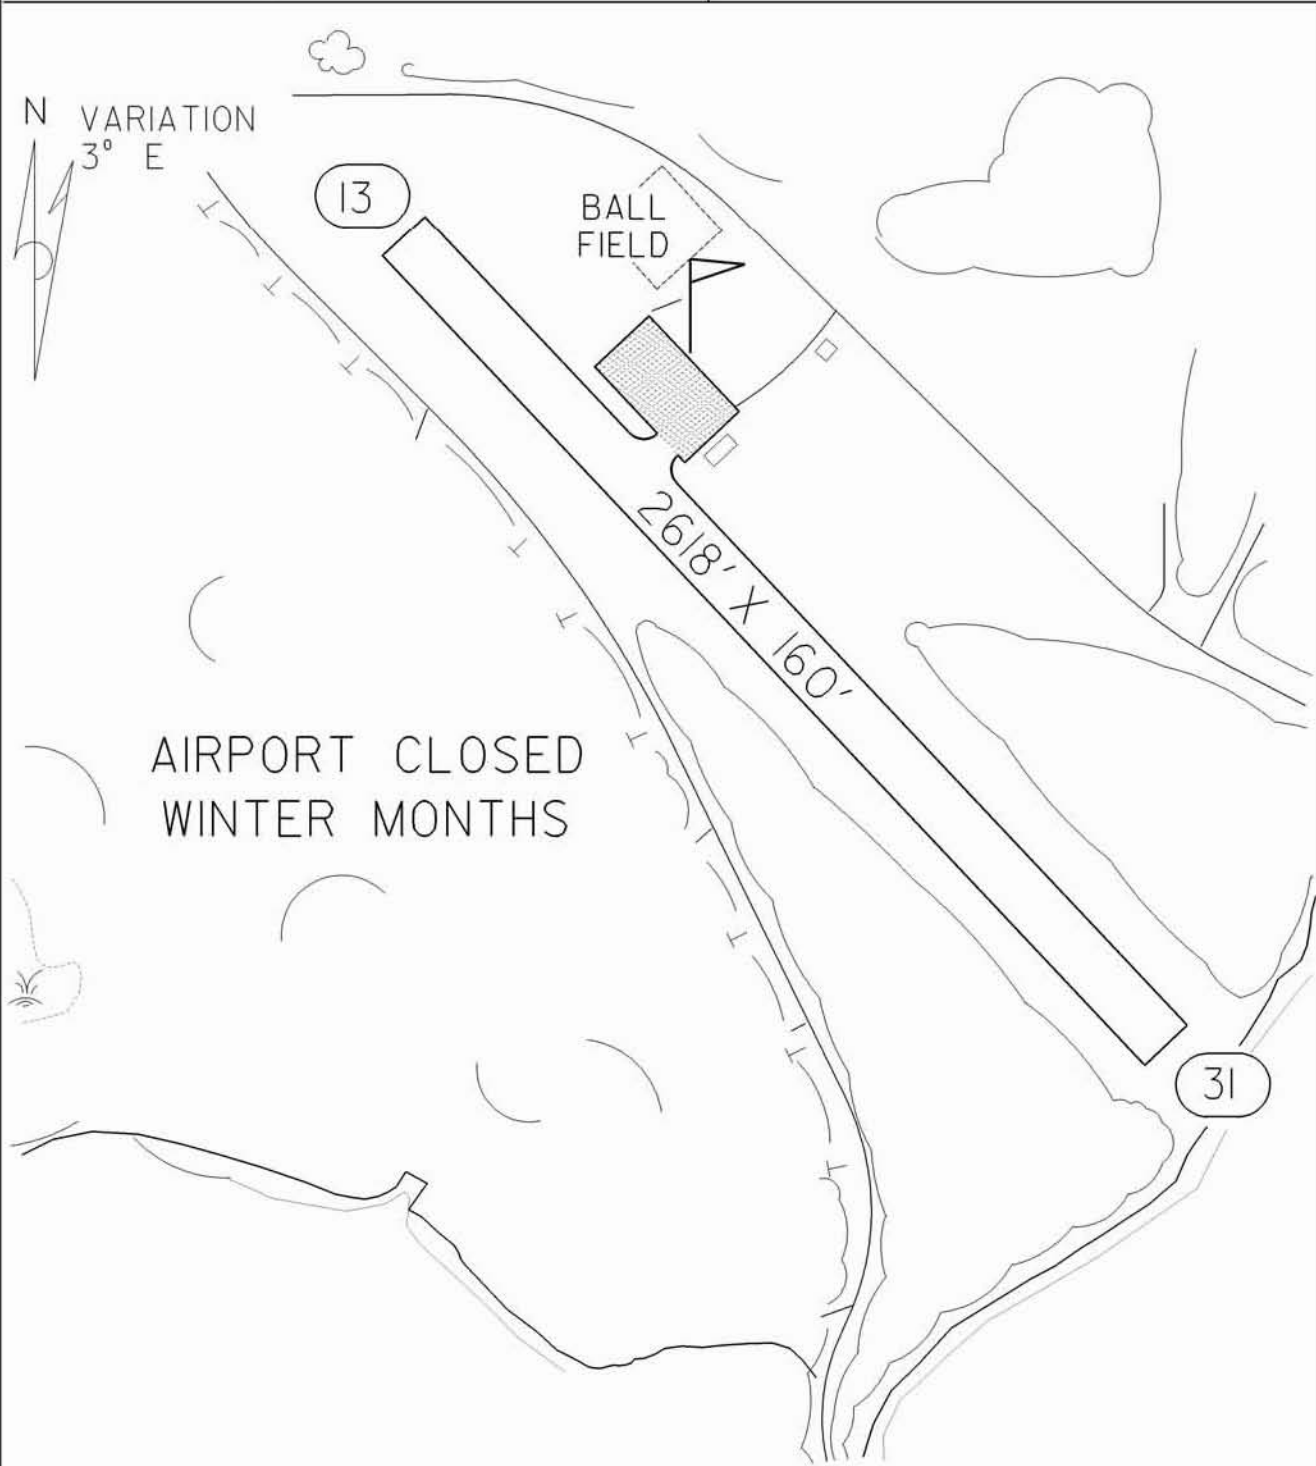 N VARIATION
3° E
13
BALL
FIELD
2618' X 160'
AIRPORT CLOSED
WINTER MONTHS
31